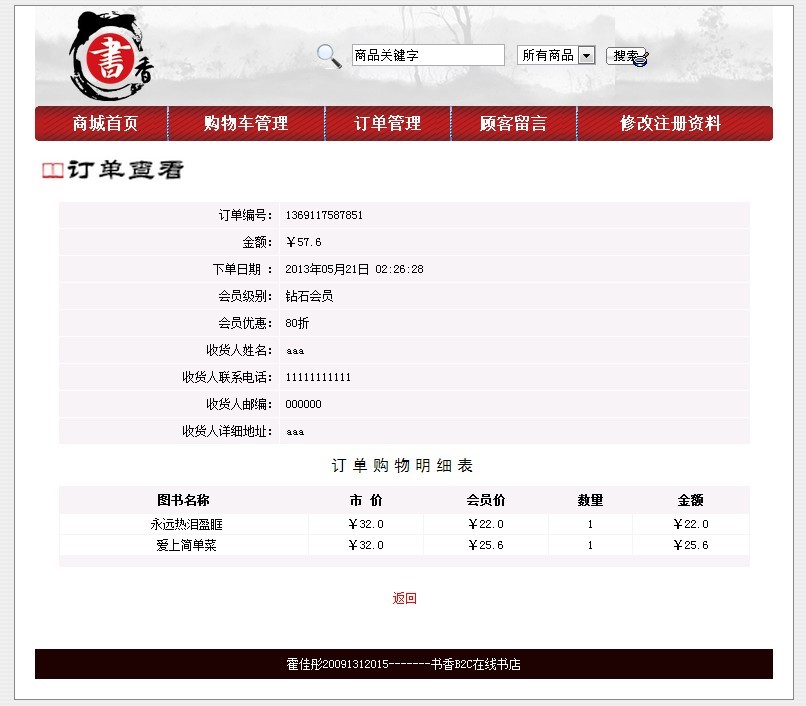 書香
商品关键字 所有商品 搜索
商城首页 购物车管理 订单管理 顾客留言 修改注册资料
订单查看
订单编号： 1369117587851
金额： ￥57.6
下单日期 ： 2013年05月21日 02:26:28
会员级别： 钻石会员
会员优惠： 80折
收货人姓名： aaa
收货人联系电话： 11111111111
收货人邮编： 000000
收货人详细地址： aaa
订单购物明细表
图书名称 市 价 会员价 数量 金额
永远热泪盈眶 ￥32.0 ￥22.0 1 ￥22.0
爱上简单菜 ￥32.0 ￥25.6 1 ￥25.6
返回
霍佳彤20091312015-------书香B2C在线书店